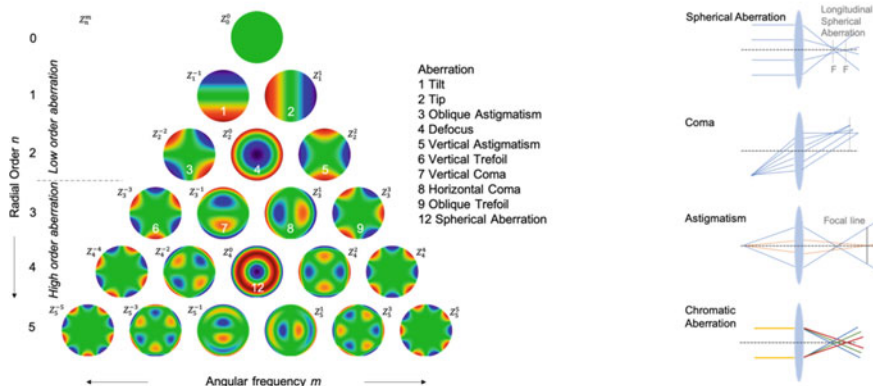 Z_n^m
0
Z_0^0
Z_1^{-1}
Z_1^1
1
1
2
Low order aberration
Z_2^{-2}
Z_2^0
Z_2^2
2
3
4
5
Radial Order n
Z_3^{-3}
Z_3^{-1}
Z_3^1
Z_3^3
3
6
7
8
9
High order aberration
Z_4^{-4}
Z_4^{-2}
Z_4^0
Z_4^2
Z_4^4
4
12
Z_5^{-5}
Z_5^{-3}
Z_5^{-1}
Z_5^1
Z_5^3
Z_5^5
5
Angular frequency m
Aberration
1 Tilt
2 Tip
3 Oblique Astigmatism
4 Defocus
5 Vertical Astigmatism
6 Vertical Trefoil
7 Vertical Coma
8 Horizontal Coma
9 Oblique Trefoil
12 Spherical Aberration
Spherical Aberration
Longitudinal
Spherical
Aberration
F F
Coma
Astigmatism
Focal line
Chromatic
Aberration